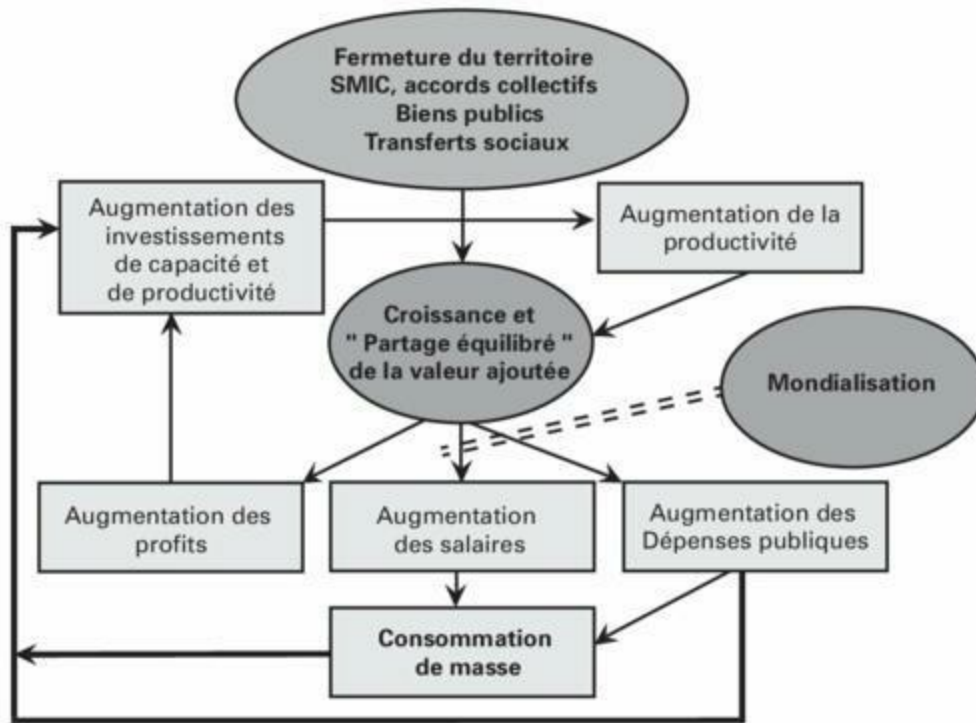 Fermeture du territoire
SMIC, accords collectifs
Biens publics
Transferts sociaux
Augmentation des
investissements
de capacité et
de productivité
Augmentation de la
productivité
Croissance et
" Partage équilibré "
de la valeur ajoutée
Mondialisation
Augmentation des
profits
Augmentation
des salaires
Augmentation des
Dépenses publiques
Consommation
de masse